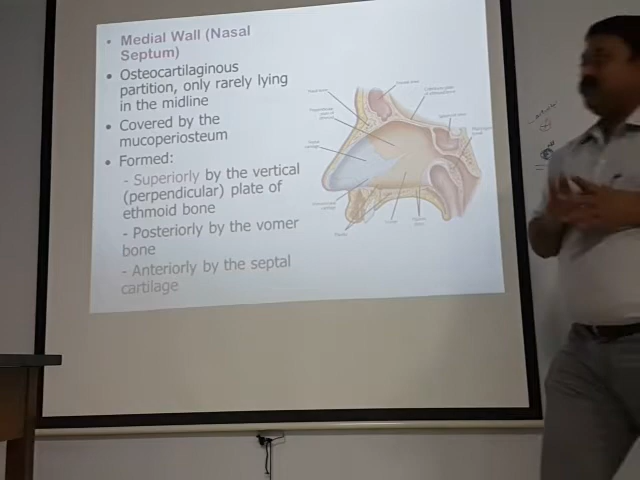 • Medial Wall (Nasal
Septum)
• Osteocartilaginous
partition, only rarely lying
in the midline
• Covered by the
mucoperiosteum
• Formed:
- Superiorly by the vertical
(perpendicular) plate of
ethmoid bone
- Posteriorly by the vomer
bone
- Anteriorly by the septal
cartilage